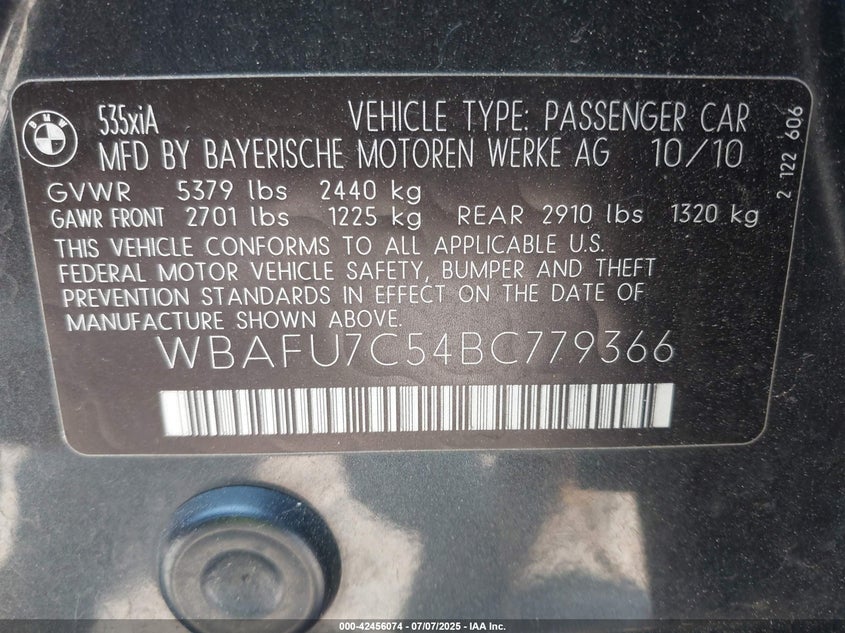 BMW
535xiA VEHICLE TYPE: PASSENGER CAR
MFD BY BAYERISCHE MOTOREN WERKE AG 10/10
GVWR 5379 lbs 2440 kg
GAWR FRONT 2701 lbs 1225 kg REAR 2910 lbs 1320 kg
THIS VEHICLE CONFORMS TO ALL APPLICABLE U.S.
FEDERAL MOTOR VEHICLE SAFETY, BUMPER AND THEFT
PREVENTION STANDARDS IN EFFECT ON THE DATE OF
MANUFACTURE SHOWN ABOVE.
WBAFU7C54BC779366
2 122 606
000-42456074 | 07/07/2025 - IAA Inc.